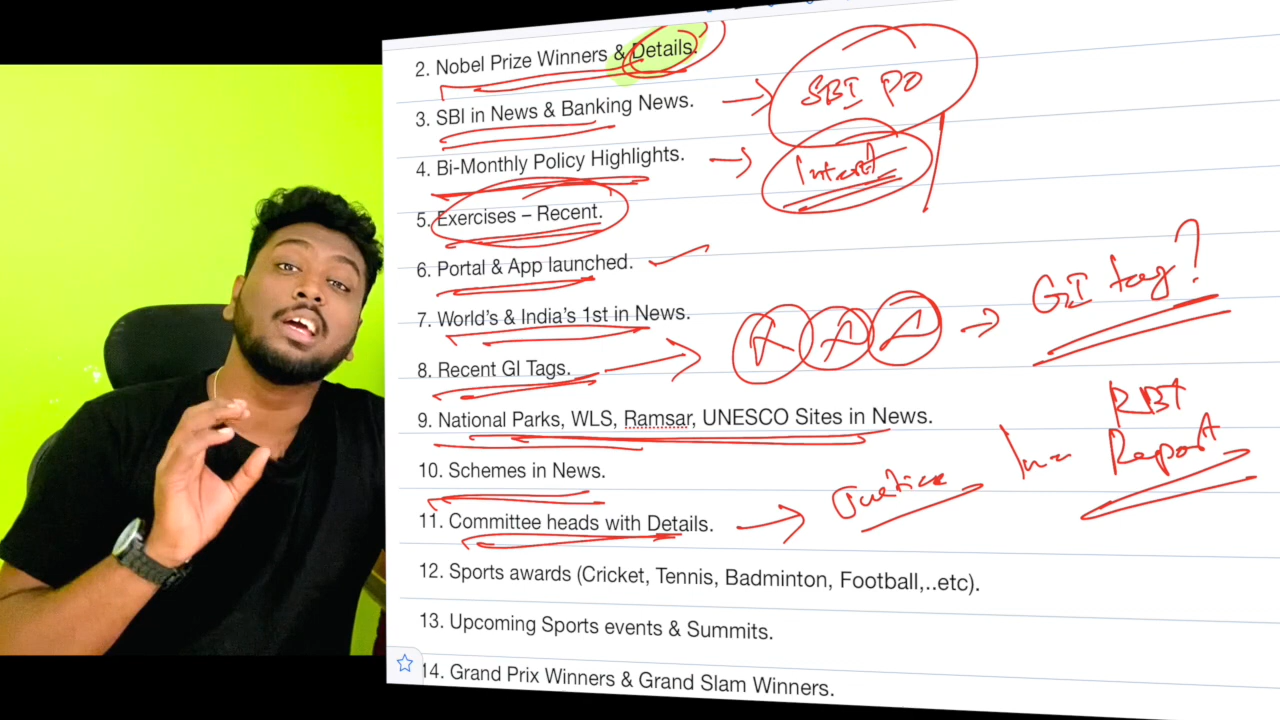 2. Nobel Prize Winners & Details.
3. SBI in News & Banking News.
SBI PO
4. Bi-Monthly Policy Highlights.
5. Exercises – Recent.
6. Portal & App launched.
7. World's & India's 1st in News.
GI tag?
8. Recent GI Tags.
9. National Parks, WLS, Ramsar, UNESCO Sites in News.
RBI
Report
10. Schemes in News.
11. Committee heads with Details.
12. Sports awards (Cricket, Tennis, Badminton, Football,..etc).
13. Upcoming Sports events & Summits.
14. Grand Prix Winners & Grand Slam Winners.